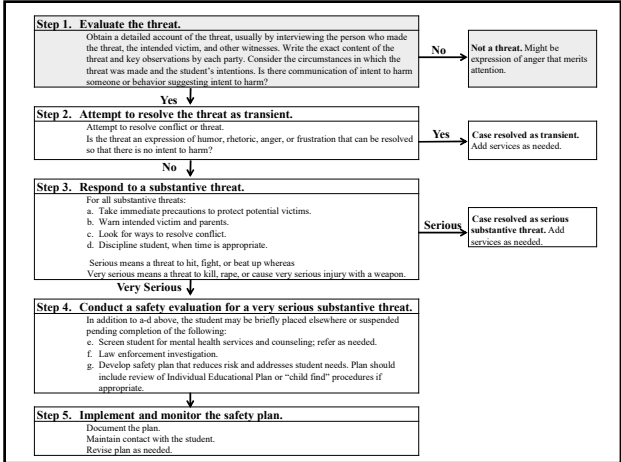 Step 1. Evaluate the threat.
Obtain a detailed account of the threat, usually by interviewing the person who made
the threat, the intended victim, and other witnesses. Write the exact content of the
threat and key observations by each party. Consider the circumstances in which the
threat was made and the student's intentions. Is there communication of intent to harm
someone or behavior suggesting intent to harm?
No
Not a threat. Might be
expression of anger that merits
attention.
Yes
Step 2. Attempt to resolve the threat as transient.
Attempt to resolve conflict or threat.
Is the threat an expression of humor, rhetoric, anger, or frustration that can be resolved
so that there is no intent to harm?
Yes
Case resolved as transient.
Add services as needed.
No
Step 3. Respond to a substantive threat.
For all substantive threats:
a. Take immediate precautions to protect potential victims.
b. Warn intended victim and parents.
c. Look for ways to resolve conflict.
d. Discipline student, when time is appropriate.
Serious means a threat to hit, fight, or beat up whereas
Very serious means a threat to kill, rape, or cause very serious injury with a weapon.
Serious
Case resolved as serious
substantive threat. Add
services as needed.
Very Serious
Step 4. Conduct a safety evaluation for a very serious substantive threat.
In addition to a-d above, the student may be briefly placed elsewhere or suspended
pending completion of the following:
e. Screen student for mental health services and counseling; refer as needed.
f. Law enforcement investigation.
g. Develop safety plan that reduces risk and addresses student needs. Plan should
include review of Individual Educational Plan or “child find” procedures if
appropriate.
Step 5. Implement and monitor the safety plan.
Document the plan.
Maintain contact with the student.
Revise plan as needed.